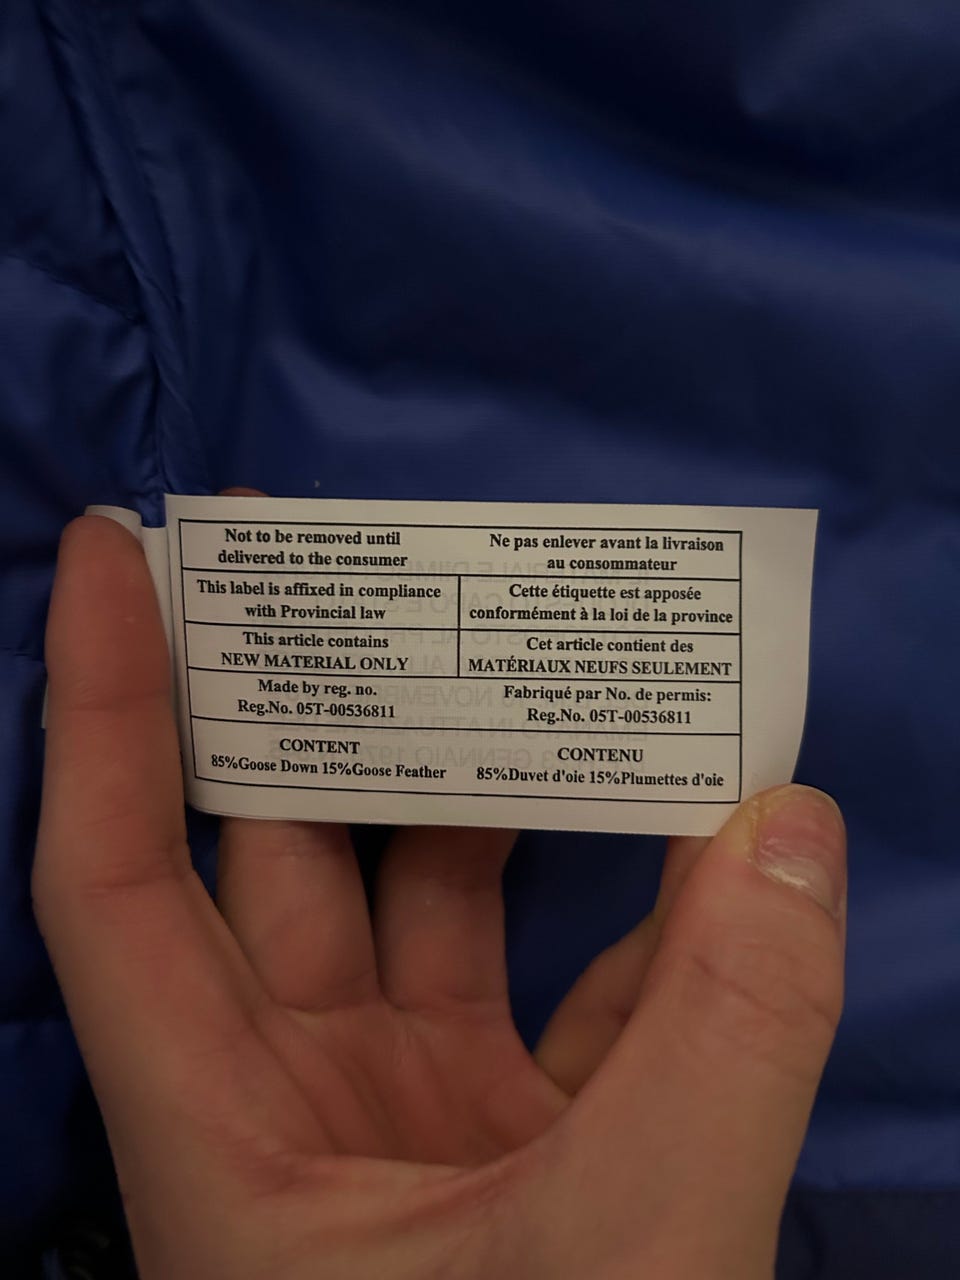 Not to be removed until
delivered to the consumer
Ne pas enlever avant la livraison
au consommateur
This label is affixed in compliance
with Provincial law
Cette étiquette est apposée
conformément à la loi de la province
This article contains
NEW MATERIAL ONLY
Cet article contient des
MATÉRIAUX NEUFS SEULEMENT
Made by reg. no.
Reg.No. 05T-00536811
Fabriqué par No. de permis:
Reg.No. 05T-00536811
CONTENT
85%Goose Down 15%Goose Feather
CONTENU
85%Duvet d'oie 15%Plumettes d'oie